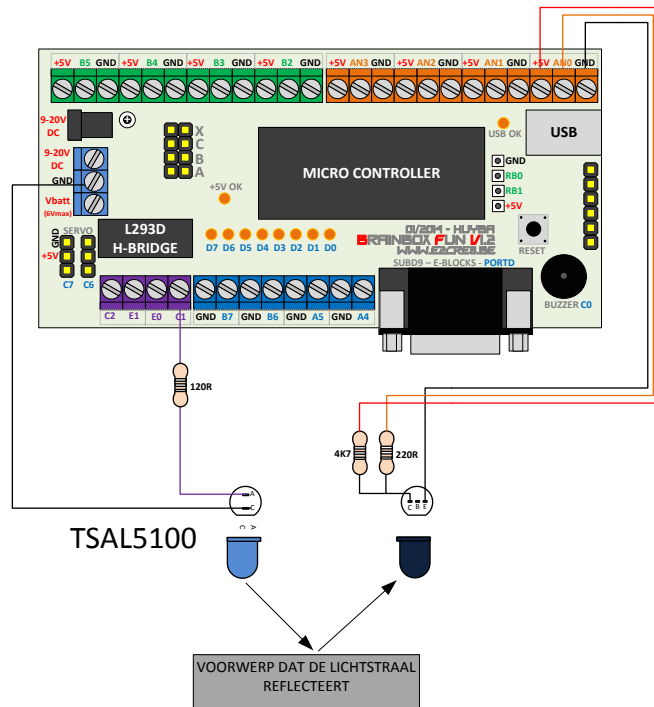 +5V B5 GND +5V B4 GND +5V B3 GND +5V B2 GND +5V AN3 GND +5V AN2 GND +5V AN1 GND +5V AN0 GND
9-20V
DC
X
C
B
A
+5V OK
USB OK
USB
MICRO CONTROLLER
GND
RB0
RB1
+5V
9-20V
DC
GND
Vbatt
(6Vmax)
SERVO
GND
+5V
C7 C6
L293D
H-BRIDGE
D7 D6 D5 D4 D3 D2 D1 D0
01/2014 - HUYBA
BRAINBOX FUN V1.2
WWW.E2CRE8.BE
SUBD9 – E-BLOCKS - PORTD
RESET
BUZZER C0
C2 E1 E0 C1 GND B7 GND B6 GND A5 GND A4
120R
4K7
220R
A
C
C B E
TSAL5100
C A
VOORWERP DAT DE LICHTSTRAAL
REFLECTEERT